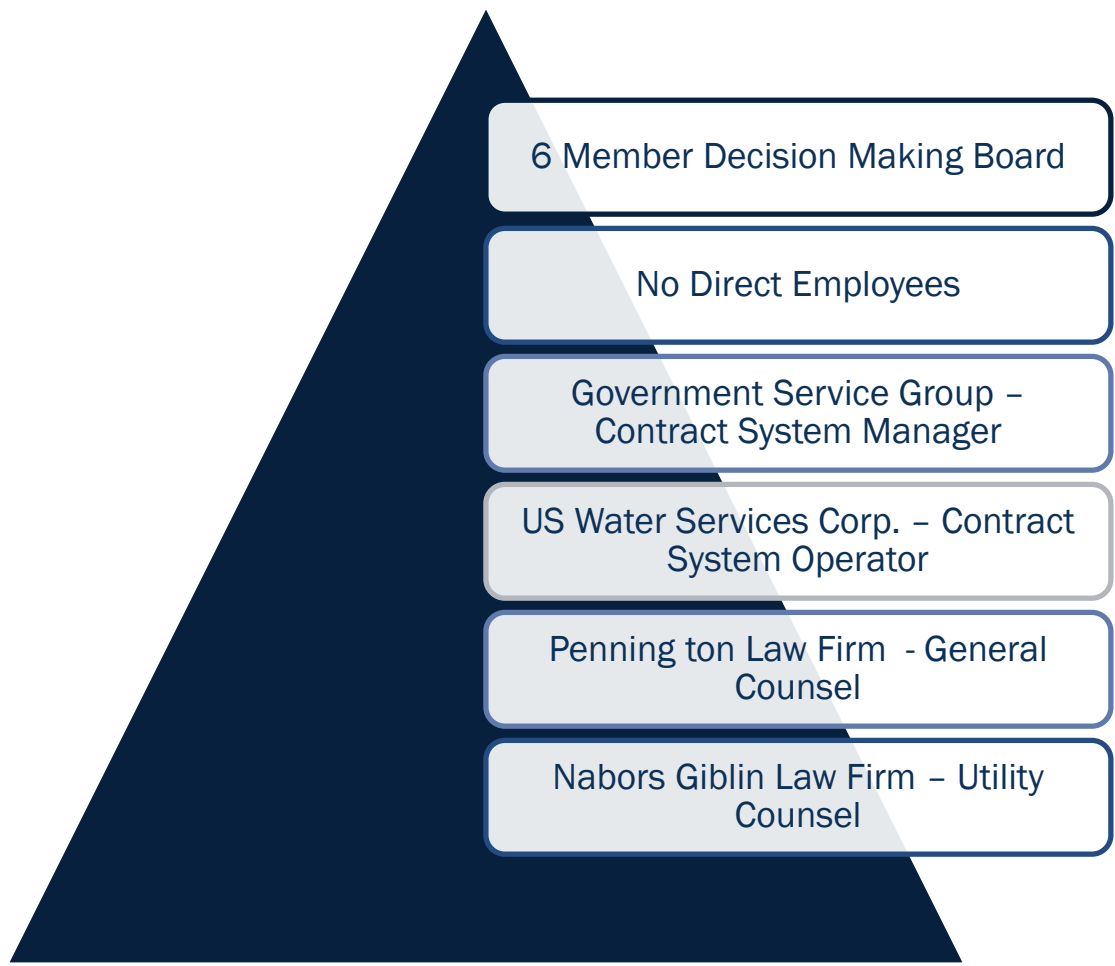 6 Member Decision Making Board
No Direct Employees
Government Service Group –
Contract System Manager
US Water Services Corp. – Contract
System Operator
Penning ton Law Firm  - General
Counsel
Nabors Giblin Law Firm – Utility
Counsel